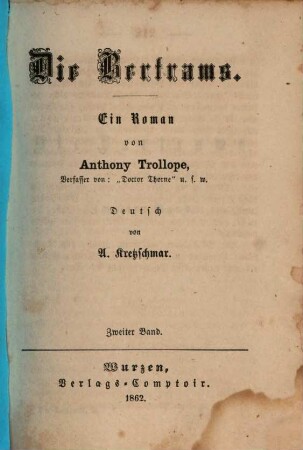 Die Bertrams.
Ein Roman
von
Anthony Trollope,
Verfasser von: „Doctor Thorne“ u. s. w.
Deutsch
von
A. Kretzschmar.
Zweiter Band.
Wurzen,
Verlags-Comptoir.
1862.